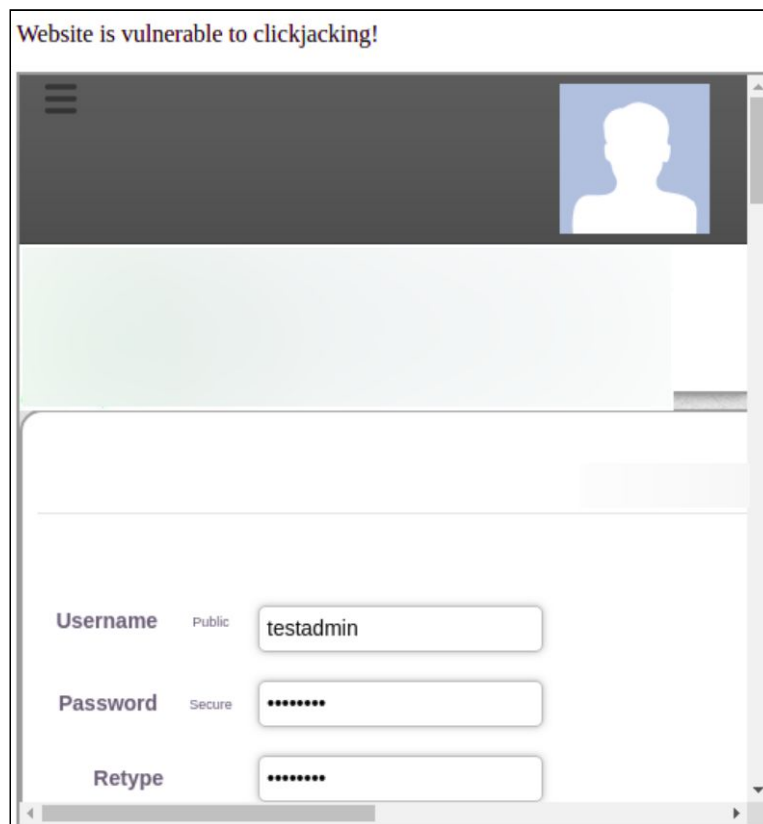 Website is vulnerable to clickjacking!
Username Public testadmin
Password Secure ••••••••
Retype ••••••••